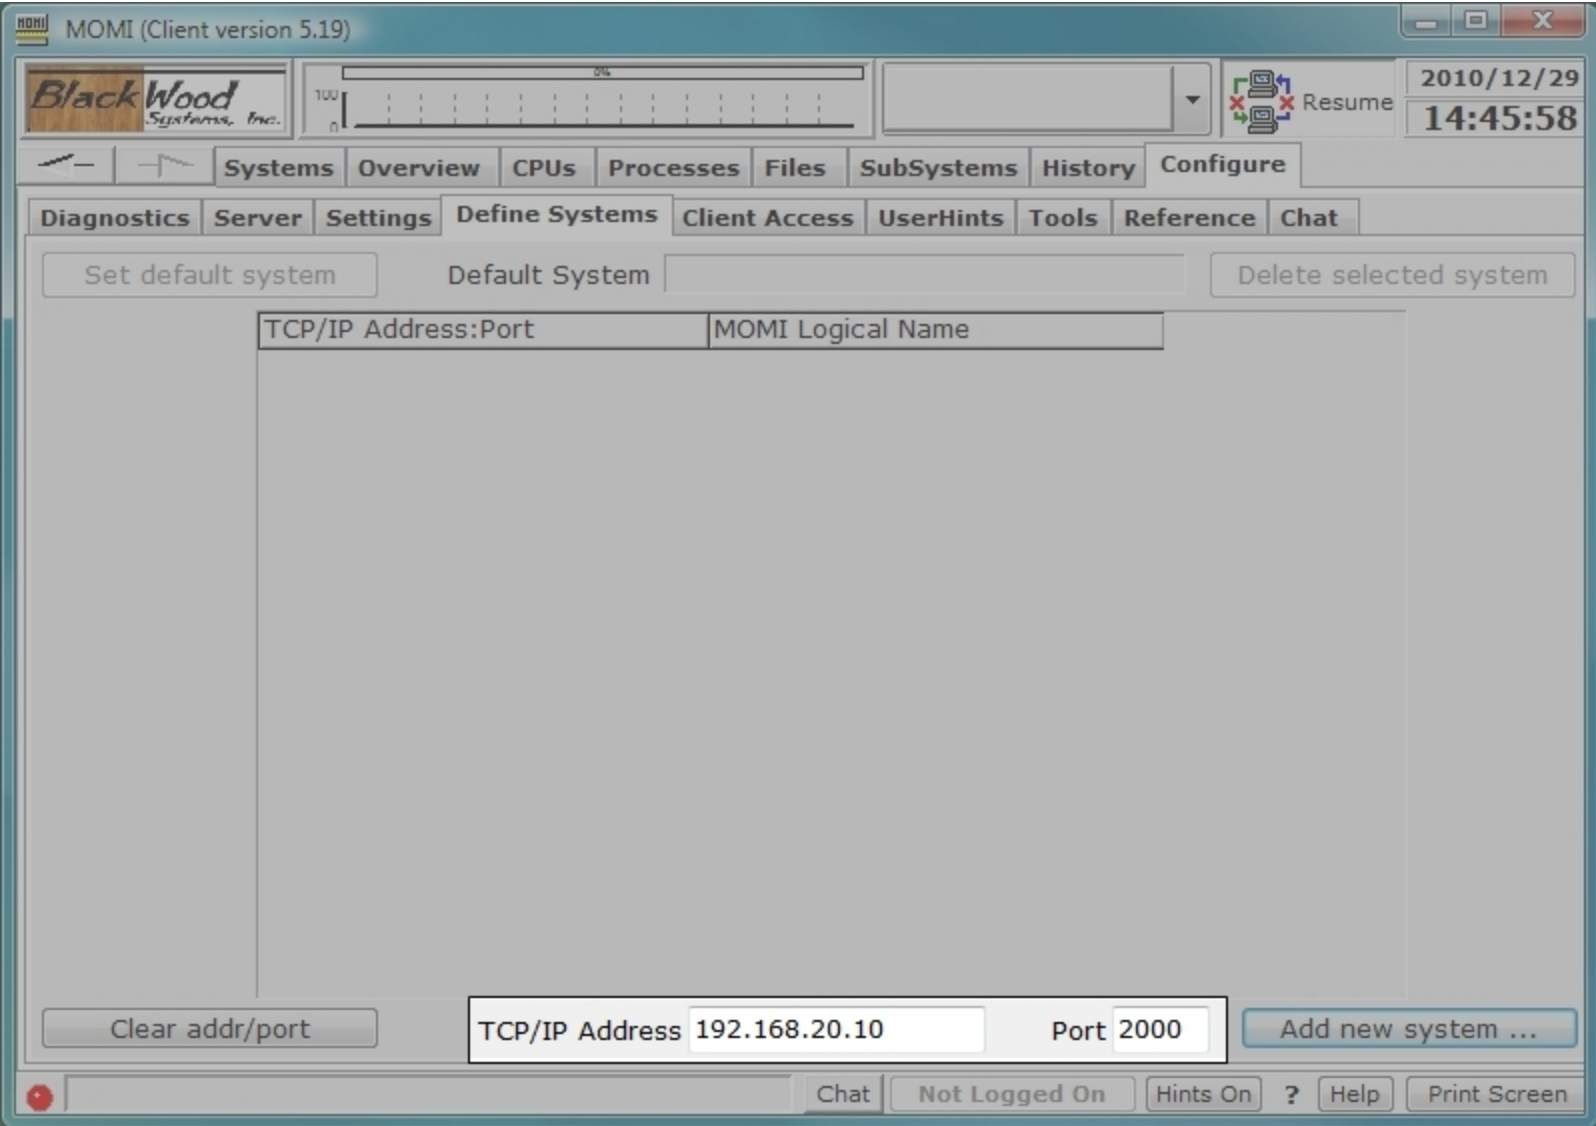 MOMI
MOMI (Client version 5.19)
BlackWood
Systems, Inc.
0%
100
0
Resume
2010/12/29
14:45:58
Systems Overview CPUs Processes Files SubSystems History Configure
Diagnostics Server Settings Define Systems Client Access UserHints Tools Reference Chat
Set default system Default System Delete selected system
TCP/IP Address:Port MOMI Logical Name
Clear addr/port TCP/IP Address 192.168.20.10 Port 2000 Add new system ...
Chat Not Logged On Hints On ? Help Print Screen